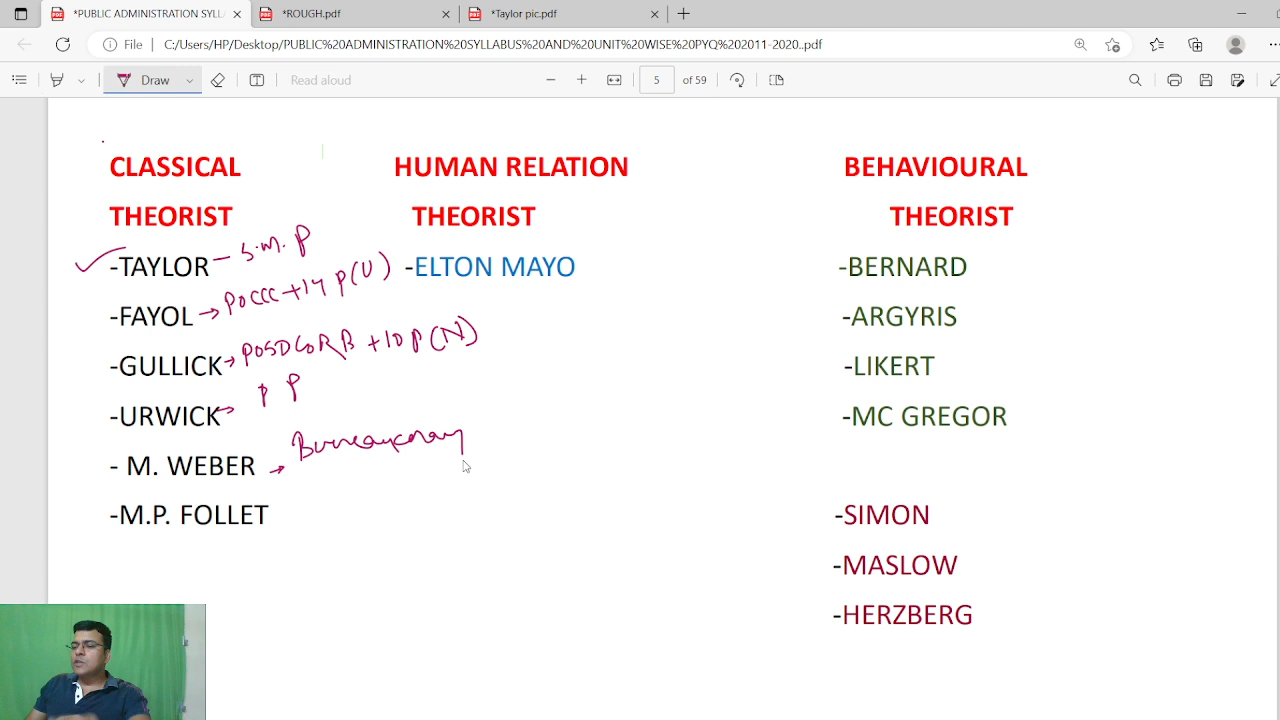 *PUBLIC ADMINISTRATION SYLLA
*ROUGH.pdf
*Taylor pic.pdf
File
C:/Users/HP/Desktop/PUBLIC%20ADMINISTRATION%20SYLLABUS%20AND%20UNIT%20WISE%20PYQ%202011-2020..pdf
Draw
Read aloud
5 of 59
CLASSICAL THEORIST
-TAYLOR - S.M. P
-FAYOL → POCCC + 14 P(U)
-GULLICK → POSDCoRB + 10 P(N)
-URWICK → P P
- M. WEBER →
-M.P. FOLLET
HUMAN RELATION THEORIST
-ELTON MAYO
BEHAVIOURAL THEORIST
-BERNARD
-ARGYRIS
-LIKERT
-MC GREGOR
-SIMON
-MASLOW
-HERZBERG